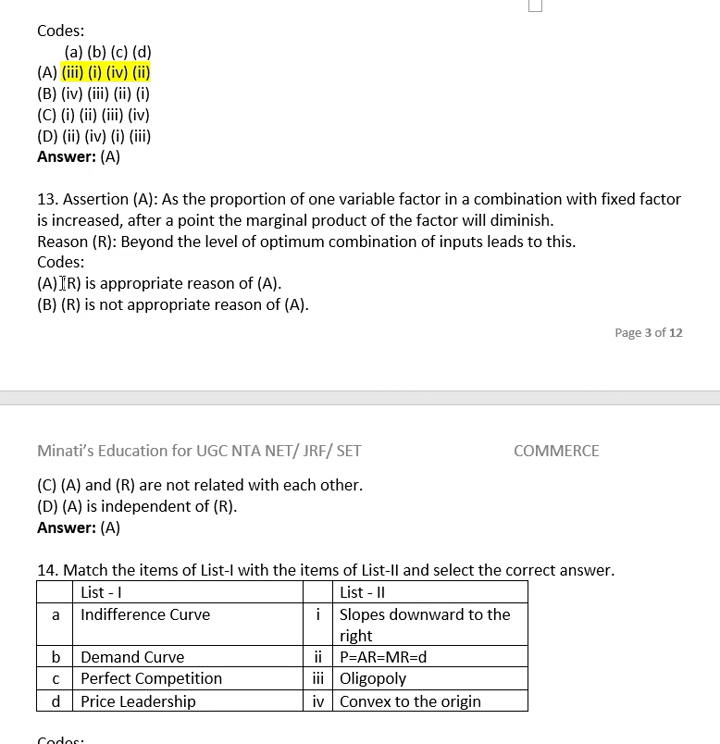 Codes:
(a) (b) (c) (d)
(A) (iii) (i) (iv) (ii)
(B) (iv) (iii) (ii) (i)
(C) (i) (ii) (iii) (iv)
(D) (ii) (iv) (i) (iii)
Answer: (A)
13. Assertion (A): As the proportion of one variable factor in a combination with fixed factor
is increased, after a point the marginal product of the factor will diminish.
Reason (R): Beyond the level of optimum combination of inputs leads to this.
Codes:
(A) (R) is appropriate reason of (A).
(B) (R) is not appropriate reason of (A).
Page 3 of 12
Minati's Education for UGC NTA NET/ JRF/ SET COMMERCE
(C) (A) and (R) are not related with each other.
(D) (A) is independent of (R).
Answer: (A)
14. Match the items of List-I with the items of List-II and select the correct answer.
List - I List - II
a Indifference Curve i Slopes downward to the
right
b Demand Curve ii P=AR=MR=d
c Perfect Competition iii Oligopoly
d Price Leadership iv Convex to the origin
Codes: